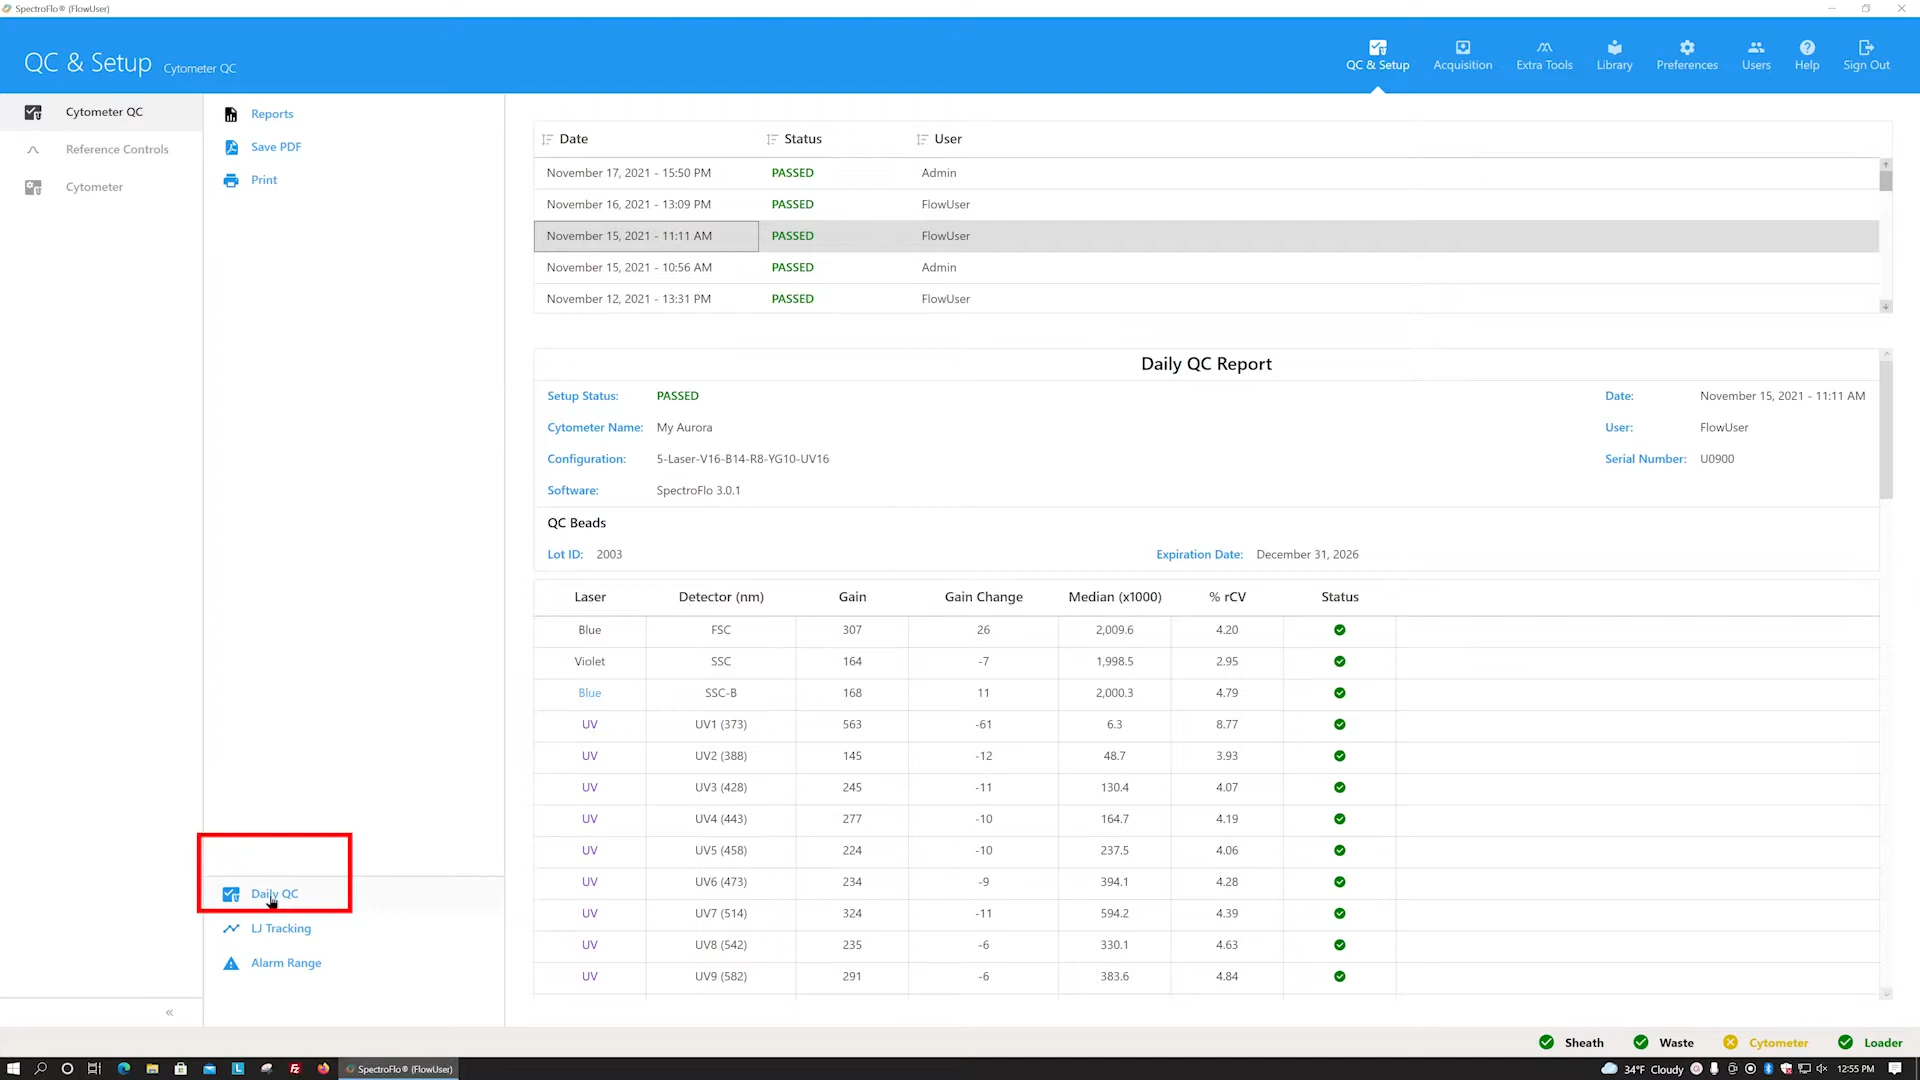 SpectroFlo® (FlowUser)
QC & Setup Cytometer QC
QC & Setup Acquisition Extra Tools Library Preferences Users Help Sign Out
Cytometer QC
Reference Controls
Cytometer
Reports
Save PDF
Print
Date Status User
November 17, 2021 - 15:50 PM PASSED Admin
November 16, 2021 - 13:09 PM PASSED FlowUser
November 15, 2021 - 11:11 AM PASSED FlowUser
November 15, 2021 - 10:56 AM PASSED Admin
November 12, 2021 - 13:31 PM PASSED FlowUser
Daily QC Report
Setup Status: PASSED Date: November 15, 2021 - 11:11 AM
Cytometer Name: My Aurora User: FlowUser
Configuration: 5-Laser-V16-B14-R8-YG10-UV16 Serial Number: U0900
Software: SpectroFlo 3.0.1
QC Beads
Lot ID: 2003 Expiration Date: December 31, 2026
Laser Detector (nm) Gain Gain Change Median (x1000) % rCV Status
Blue FSC 307 26 2,009.6 4.20
Violet SSC 164 -7 1,998.5 2.95
Blue SSC-B 168 11 2,000.3 4.79
UV UV1 (373) 563 -61 6.3 8.77
UV UV2 (388) 145 -12 48.7 3.93
UV UV3 (428) 245 -11 130.4 4.07
UV UV4 (443) 277 -10 164.7 4.19
UV UV5 (458) 224 -10 237.5 4.06
UV UV6 (473) 234 -9 394.1 4.28
UV UV7 (514) 324 -11 594.2 4.39
UV UV8 (542) 235 -6 330.1 4.63
UV UV9 (582) 291 -6 383.6 4.84
Daily QC
LJ Tracking
Alarm Range
«
Sheath Waste Cytometer Loader
L Fz SpectroFlo® (FlowUser) 34°F Cloudy 12:55 PM